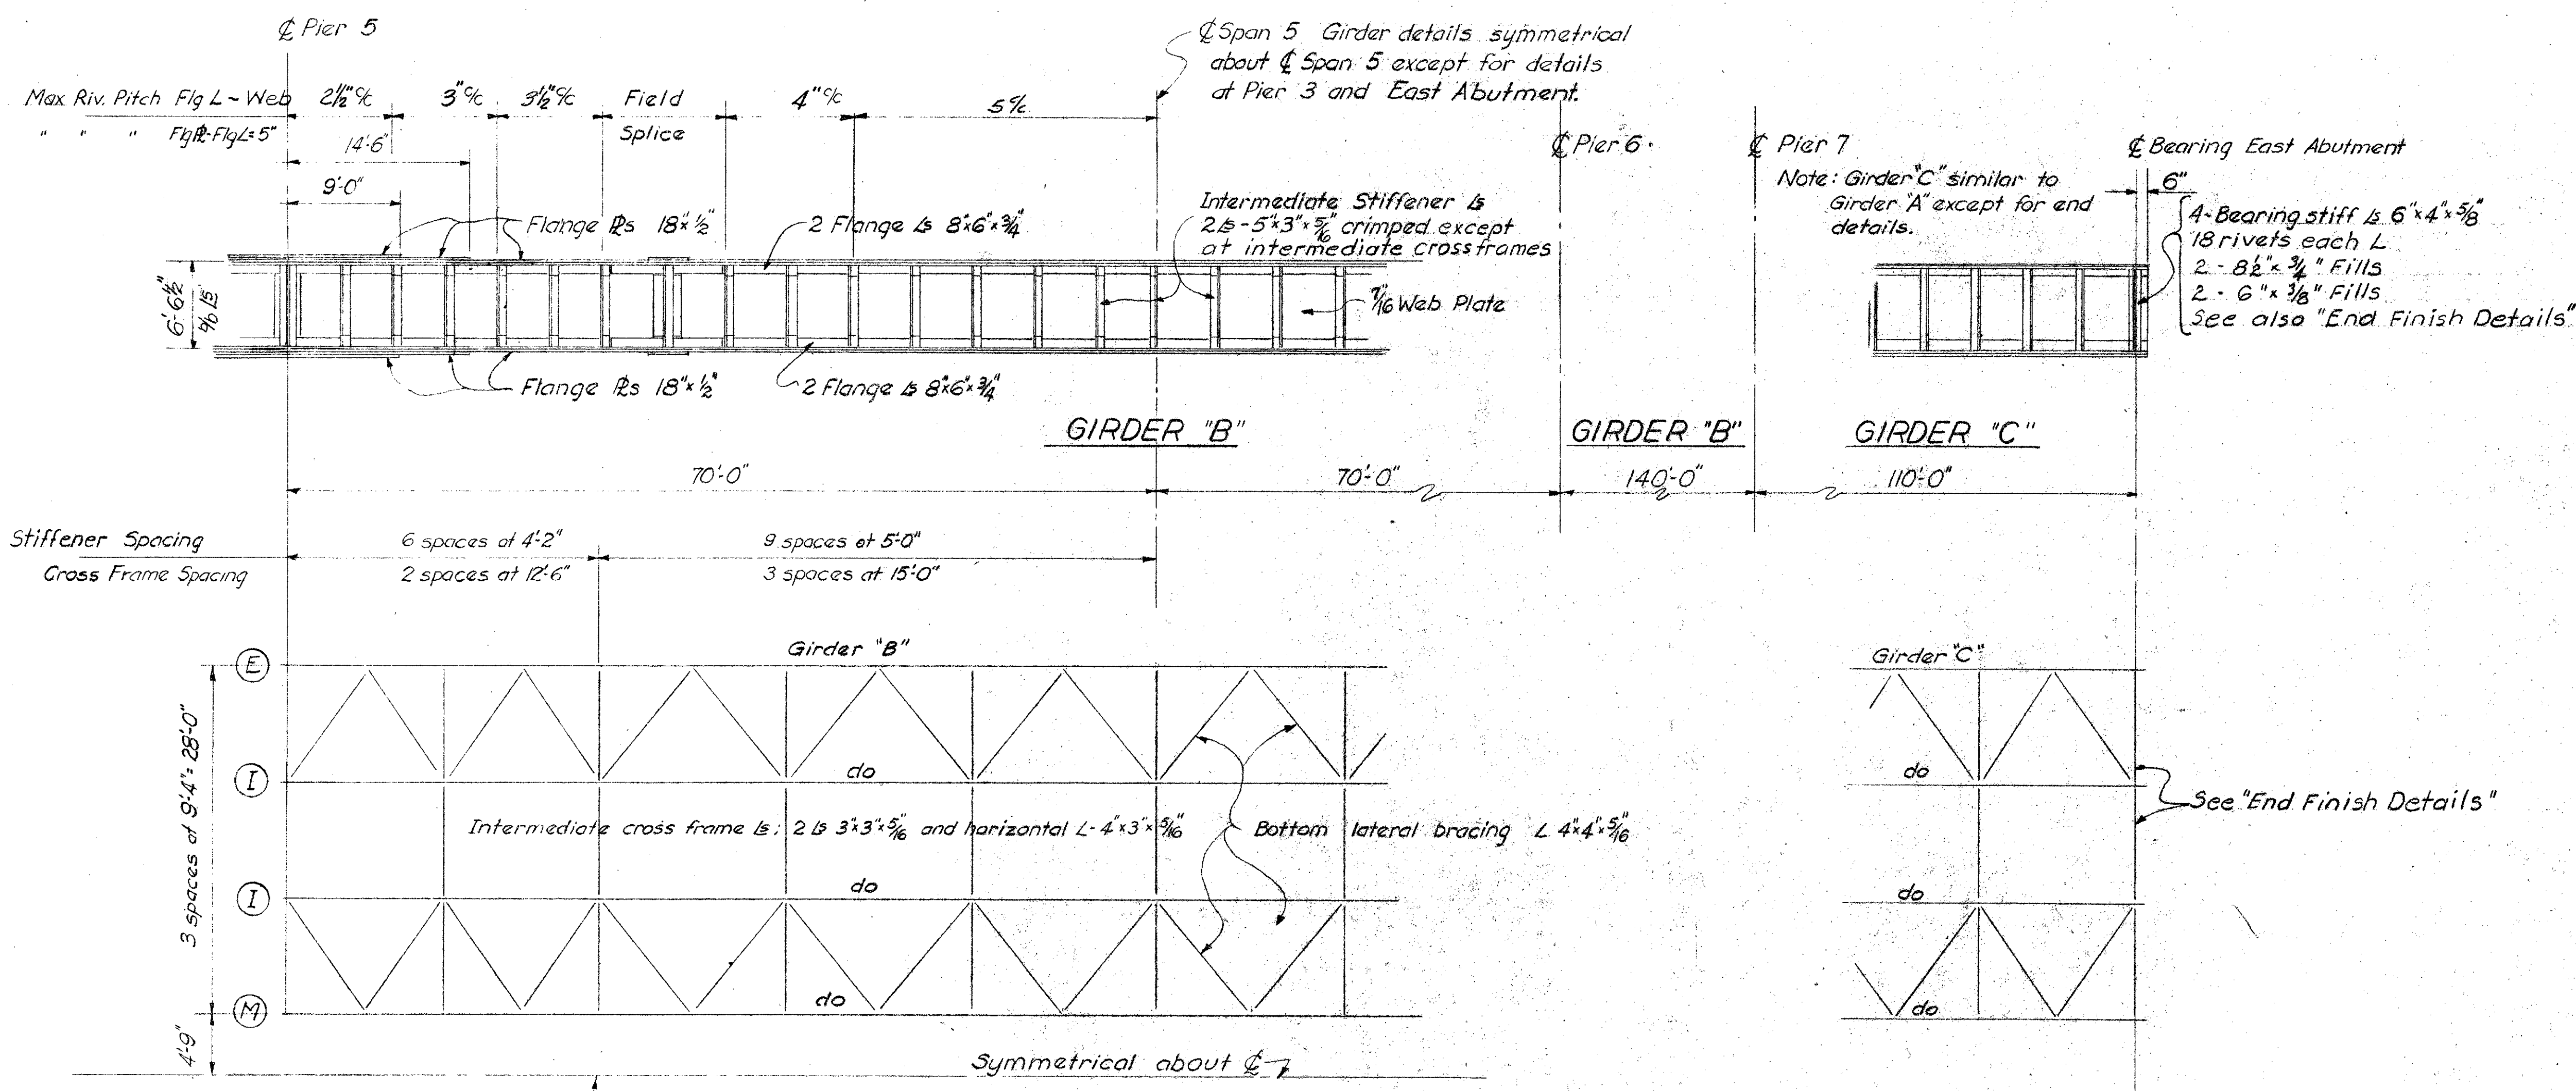 ℄ Pier 5
℄ Span 5 Girder details symmetrical
about ℄ Span 5 except for details
at Pier 3 and East Abutment.
Max Riv. Pitch Flg L ~ Web 2½" c/c 3" c/c 3½" c/c Field 4" c/c 5 c/c
" " " Flg ℙ-Flg L = 5" Splice
14'-6"
9'-0"
℄ Pier 6
℄ Pier 7
℄ Bearing East Abutment
Note: Girder "C" similar to
Girder "A" except for end
details.
6"
4-Bearing stiff Ls 6"x4"x5/8
18 rivets each L
2 - 8½"x 3/4" Fills
2 - 6"x 3/8" Fills
See also "End Finish Details"
Flange ℙs 18"x½"
2 Flange Ls 8"x6"x3/4"
Intermediate Stiffener Ls
2Ls-5"x3"x5/16" crimped except
at intermediate cross frames
6'-6½"
b/b Ls
7/16 Web Plate
Flange ℙs 18"x½"
2 Flange Ls 8"x6"x3/4"
GIRDER "B"
GIRDER "B"
GIRDER "C"
70'-0"
70'-0"
140'-0"
110'-0"
Stiffener Spacing 6 spaces at 4'-2" 9 spaces at 5'-0"
Cross Frame Spacing 2 spaces at 12'-6" 3 spaces at 15'-0"
E
Girder "B"
Girder "C"
I
do
do
See "End Finish Details"
3 spaces at 9'-4" = 28'-0"
Intermediate cross frame Ls; 2 Ls 3"x3"x5/16 and horizontal L-4"x3"x5/16"
Bottom lateral bracing L 4"x4"x5/16
I
do
do
M
do
do
4'-9"
Symmetrical about ℄